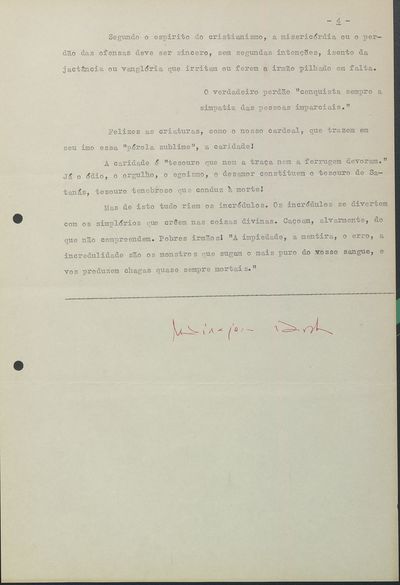 - 4 -
Segundo o espírito do cristianismo, a misericórdia ou o per-
dão das ofensas deve ser sincero, sem segundas intenções, isento da
jactância ou vanglória que irritem ou ferem o irmão pilhado em falta.
O verdadeiro perdão "conquista sempre a
simpatia das pessoas imparciais."
Felizes as criaturas, como o nosso cardeal, que trazem em
seu imo essa "pérola sublime", a caridade!
A caridade é "tesouro que nem a traça nem a ferrugem devoram."
Já o ódio, o orgulho, o egoismo, o desamor constituem o tesouro de Sa-
tanás, tesouro tenebroso que conduz à morte!
Mas de isto tudo riem os incrédulos. Os incrédulos se divertem
com os simplórios que crêem nas coisas divinas. Caçoam, alvarmente, do
que não compreendem. Pobres irmãos! "A impiedade, a mentira, o erro, a
incredulidade são os monstros que sugam o mais puro do vosso sangue, e
vos produzem chagas quase sempre mortais."